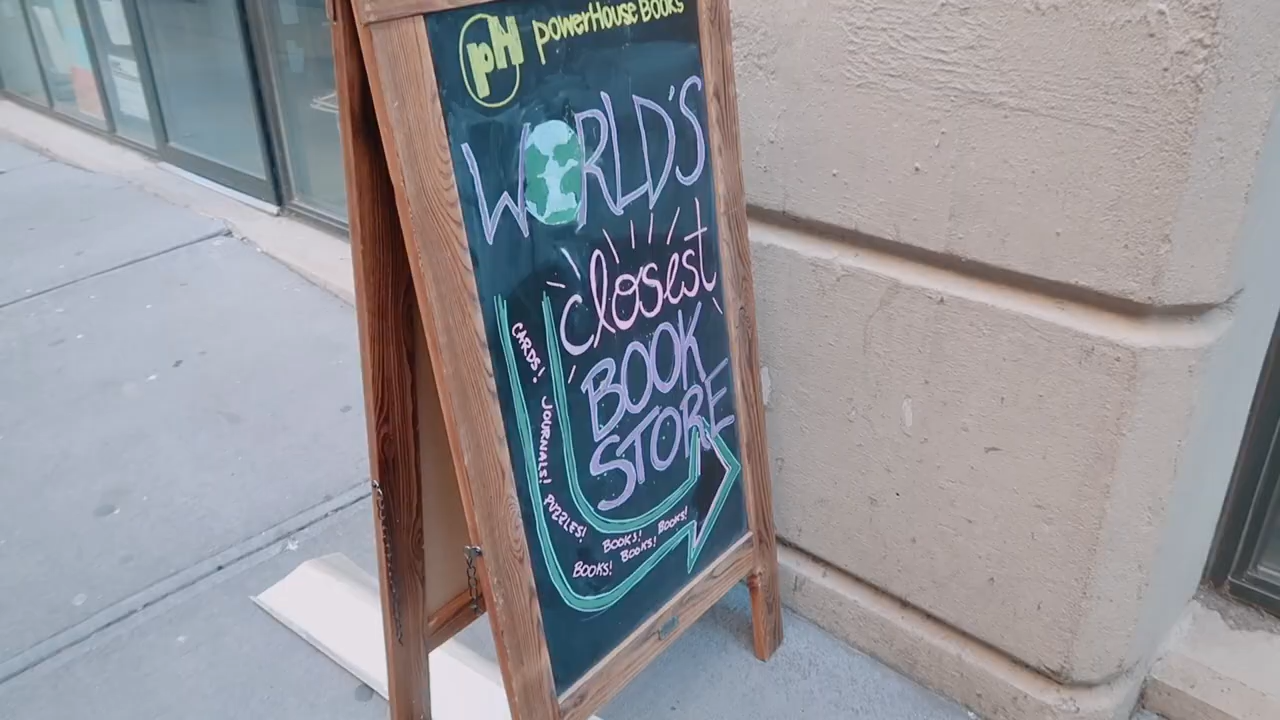 pH powerHouse Books
WORLD'S
closest
BOOK
STORE
CARDS! JOURNALS! PUZZLES!
BOOKS! BOOKS! BOOKS! BOOKS!